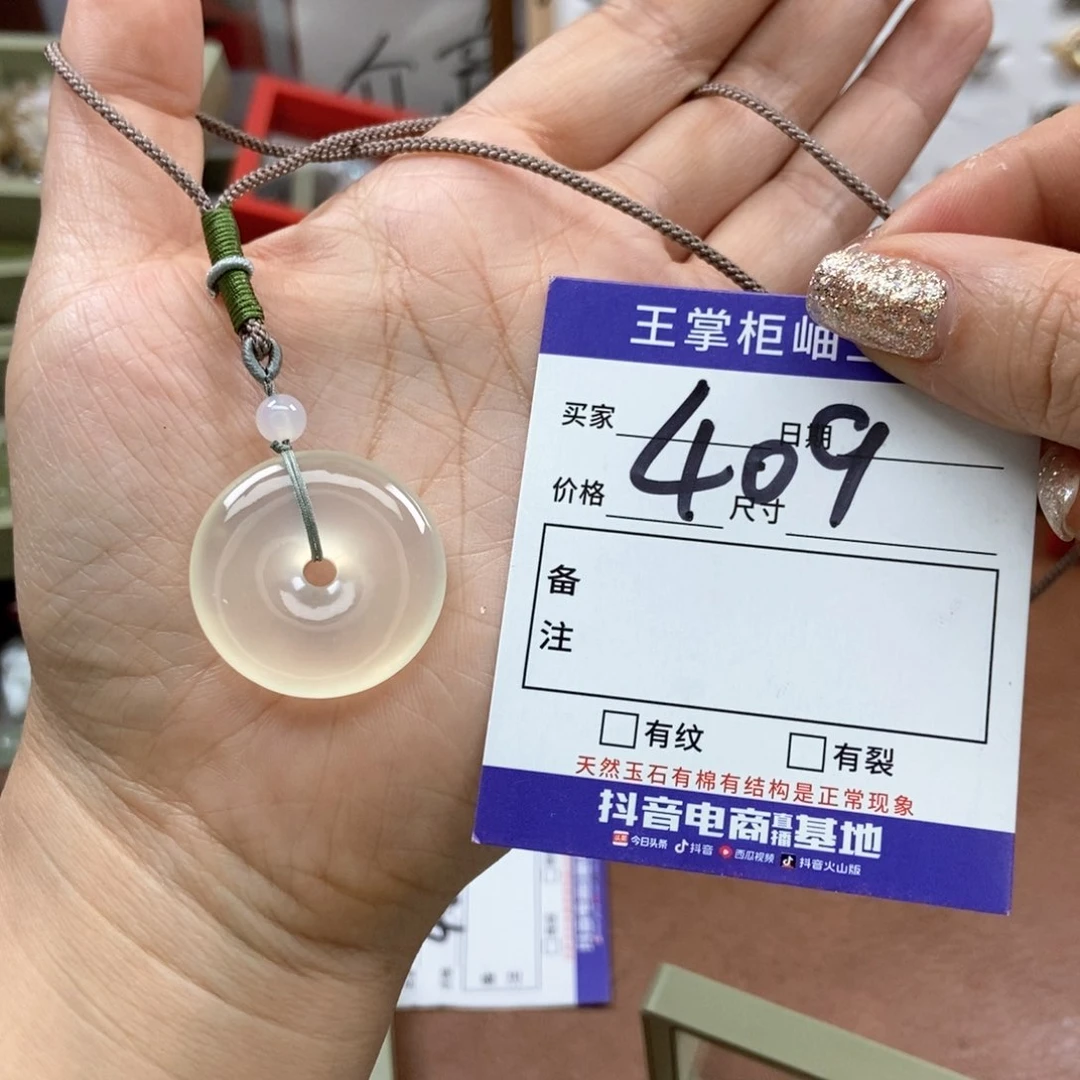 王掌柜岫
买家 日期
409
价格 尺寸
备
注
有纹 有裂
天然玉石有棉有结构是正常现象
抖音电商直播基地
今日头条 抖音 西瓜视频 抖音火山版